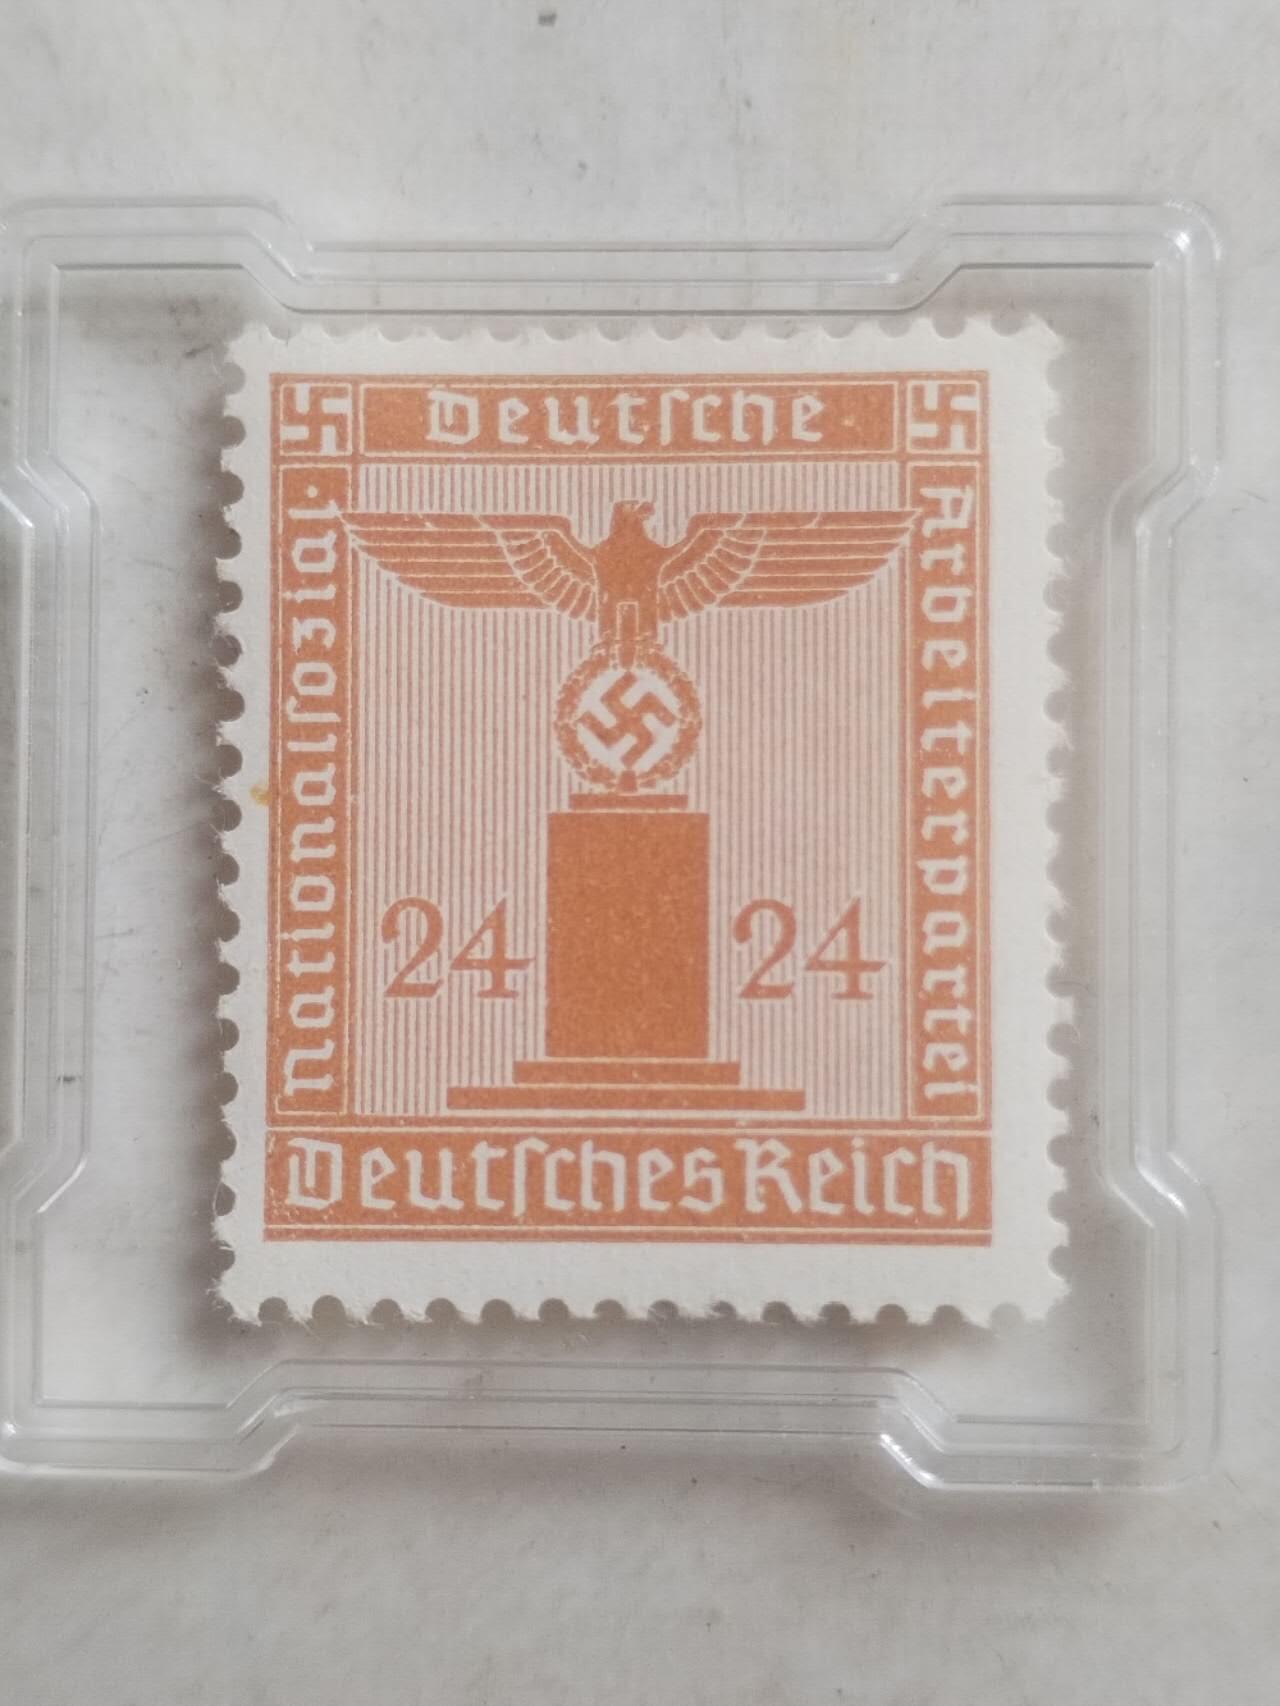 Deutſche
Nationalſozial.
Arbeiterpartei
24 24
Deutſches Reich